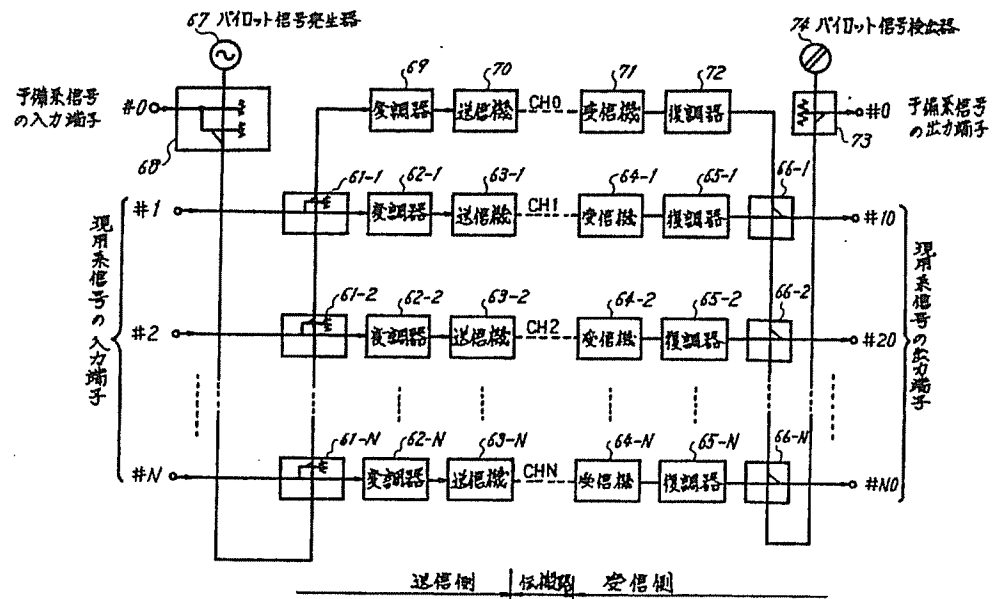 67 パイロット信号発生器
74 パイロット信号検出器
69
70
71
72
予備系信号
の入力端子
#0
変調器
送信機
CH0
受信機
復調器
#0
予備系信号
の出力端子
68
73
61-1
62-1
63-1
64-1
65-1
66-1
#1
変調器
送信機
CH1
受信機
復調器
#10
現用系信号の入力端子
現用系信号の出力端子
61-2
62-2
63-2
64-2
65-2
66-2
#2
変調器
送信機
CH2
受信機
復調器
#20
61-N
62-N
63-N
64-N
65-N
66-N
#N
変調器
送信機
CHN
受信機
復調器
#N0
送信側
伝搬路
受信側